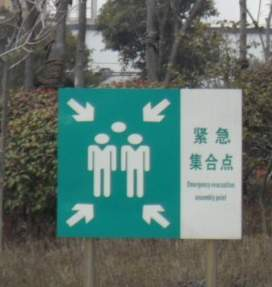 紧急
集合点
Emergency evacuation
assembly point